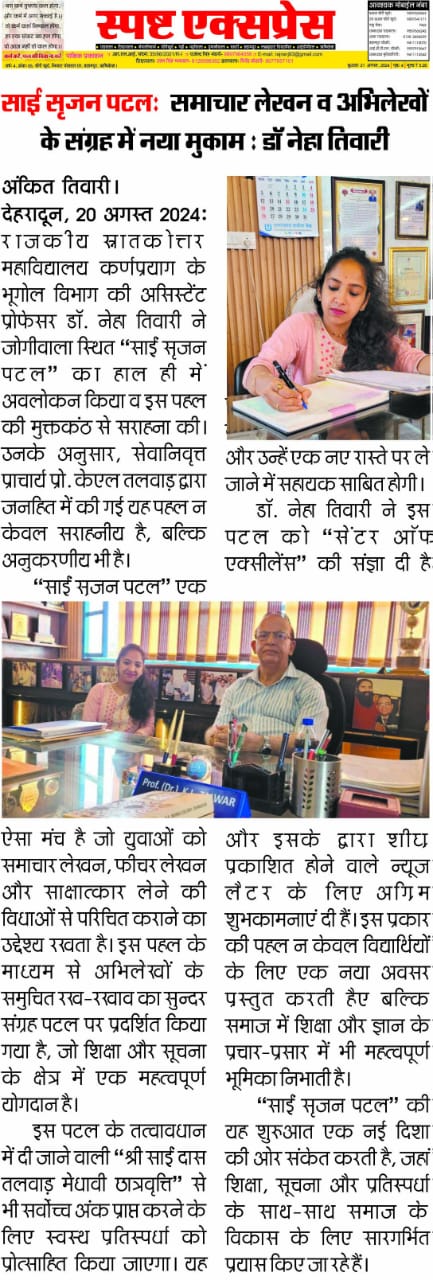 स्पष्ट एक्सप्रेस
साईं सृजन पटलः समाचार लेखन व अभिलेखों
के संग्रह में नया मुकाम : डॉ नेहा तिवारी
अंकित तिवारी।
देहरादून, 20 अगस्त 2024ः
राजकीय स्नातकोत्तर
महाविद्यालय कर्णप्रयाग के
भूगोल विभाग की असिस्टेंट
प्रोफेसर डॉ. नेहा तिवारी ने
जोगीवाला स्थित “साईं सृजन
पटल” का हाल ही में
अवलोकन किया व इस पहल
की मुक्तकंठ से सराहना की।
उनके अनुसार, सेवानिवृत्त
प्राचार्य प्रो. केएल तलवाड़ द्वारा
जनहित में की गई यह पहल न
केवल सराहनीय है, बल्कि
अनुकरणीय भी है।
“साईं सृजन पटल” एक
Prof. (Dr.) K.L.
ऐसा मंच है जो युवाओं को
समाचार लेखन, फीचर लेखन
और साक्षात्कार लेने की
विधाओं से परिचित कराने का
उद्देश्य रखता है। इस पहल के
माध्यम से अभिलेखों के
समुचित रख-रखाव का सुन्दर
संग्रह पटल पर प्रदर्शित किया
गया है, जो शिक्षा और सूचना
के क्षेत्र में एक महत्वपूर्ण
योगदान है।
इस पटल के तत्वावधान
में दी जाने वाली “श्री साईं दास
तलवाड़ मेधावी छात्रवृत्ति” से
भी सर्वोच्च अंक प्राप्त करने के
लिए स्वस्थ प्रतिस्पर्धा को
प्रोत्साहित किया जाएगा। यह
और उन्हें एक नए रास्ते पर ले
जाने में सहायक साबित होगी।
डॉ. नेहा तिवारी ने इस
पटल को “सेंटर ऑफ
एक्सीलेंस” की संज्ञा दी है
और इसके द्वारा शीघ्र
प्रकाशित होने वाले न्यूज
लैटर के लिए अग्रिम
शुभकामनाएं दी हैं। इस प्रकार
की पहल न केवल विद्यार्थियों
के लिए एक नया अवसर
प्रस्तुत करती हैए बल्कि
समाज में शिक्षा और ज्ञान के
प्रचार-प्रसार में भी महत्वपूर्ण
भूमिका निभाती है।
“साईं सृजन पटल” की
यह शुरूआत एक नई दिशा
की ओर संकेत करती है, जहां
शिक्षा, सूचना और प्रतिस्पर्धा
के साथ-साथ समाज के
विकास के लिए सारगर्भित
प्रयास किए जा रहे हैं।